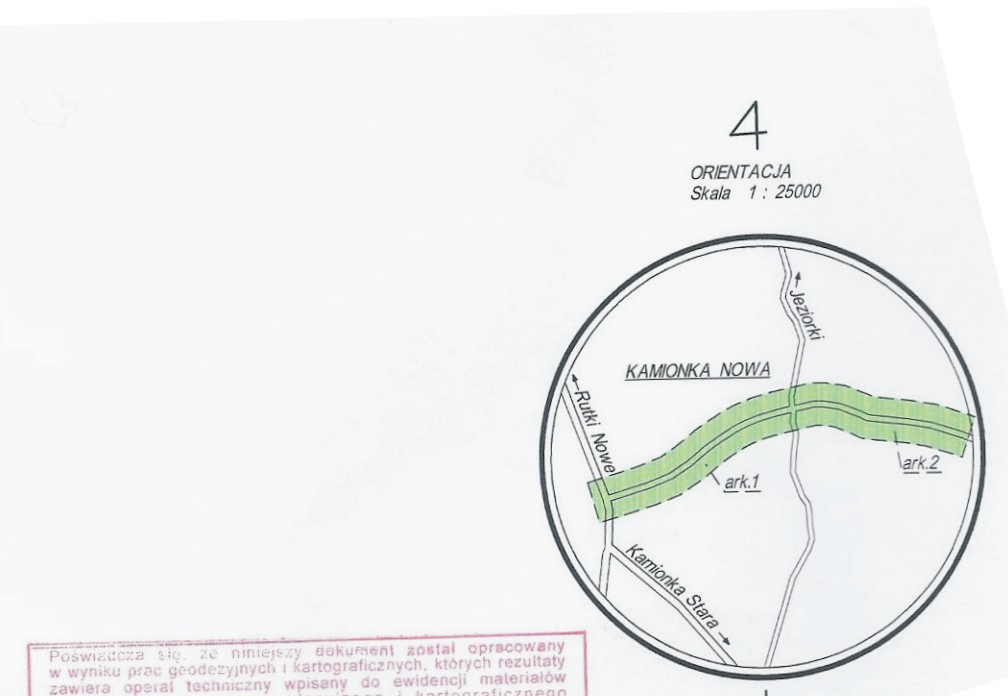 4
ORIENTACJA
Skala 1 : 25000
Jeziorki
KAMIONKA NOWA
Rutki Nowe
ark.1
ark.2
Kamionka Stara
Poświadcza się, że niniejszy dokument został opracowany
w wyniku prac geodezyjnych i kartograficznych, których rezultaty
zawiera operat techniczny wpisany do ewidencji materiałów
i kartograficznego